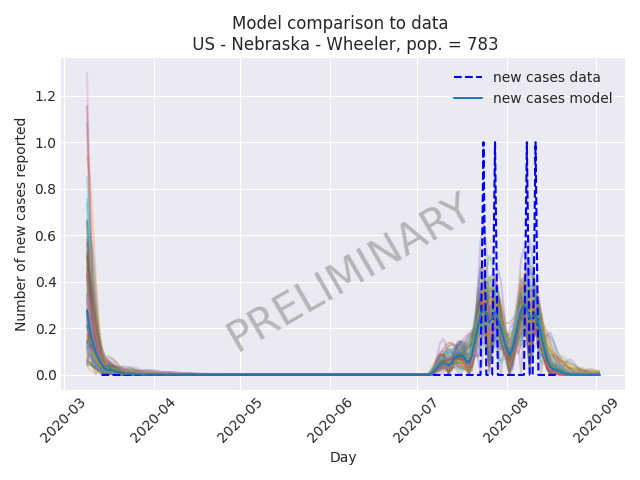 Model comparison to data
US - Nebraska - Wheeler, pop. = 783
new cases data
new cases model
Number of new cases reported
1.2
1.0
0.8
0.6
0.4
0.2
0.0
PRELIMINARY
2020-03
2020-04
2020-05
2020-06
2020-07
2020-08
2020-09
Day